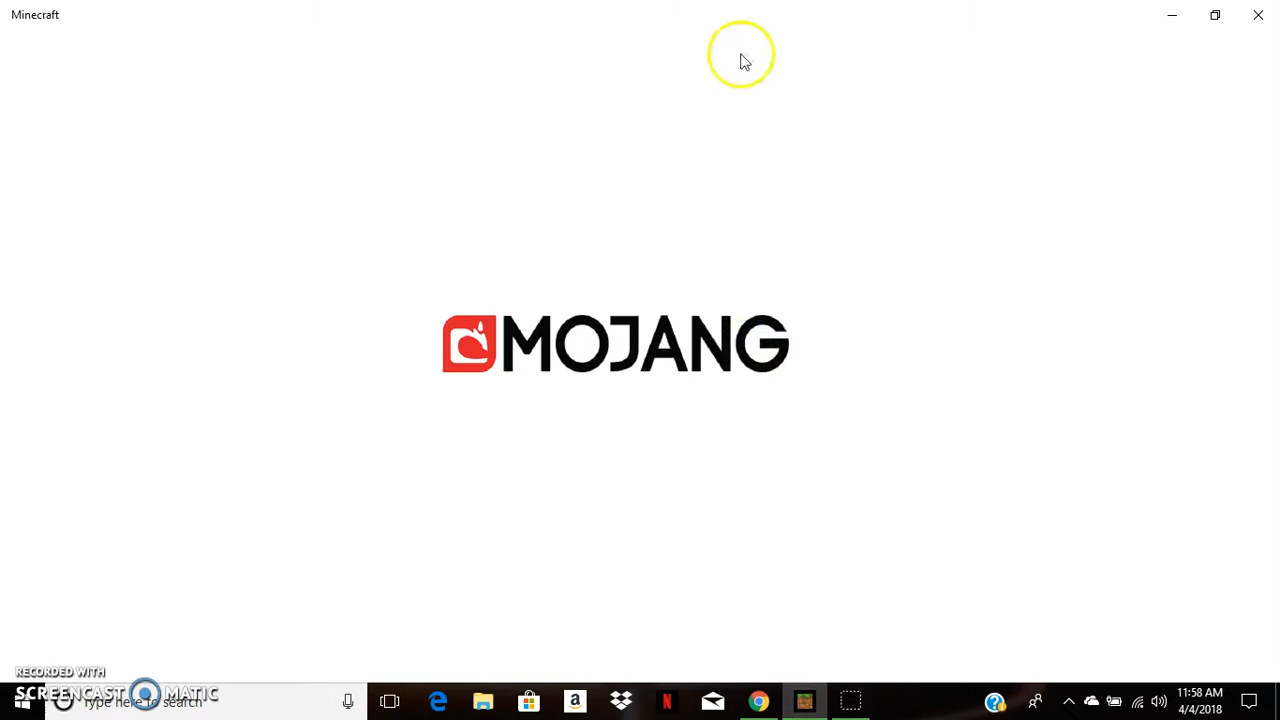 Minecraft
MOJANG
RECORDED WITH
SCREENCAST MATIC
Type here to search
11:58 AM
4/4/2018